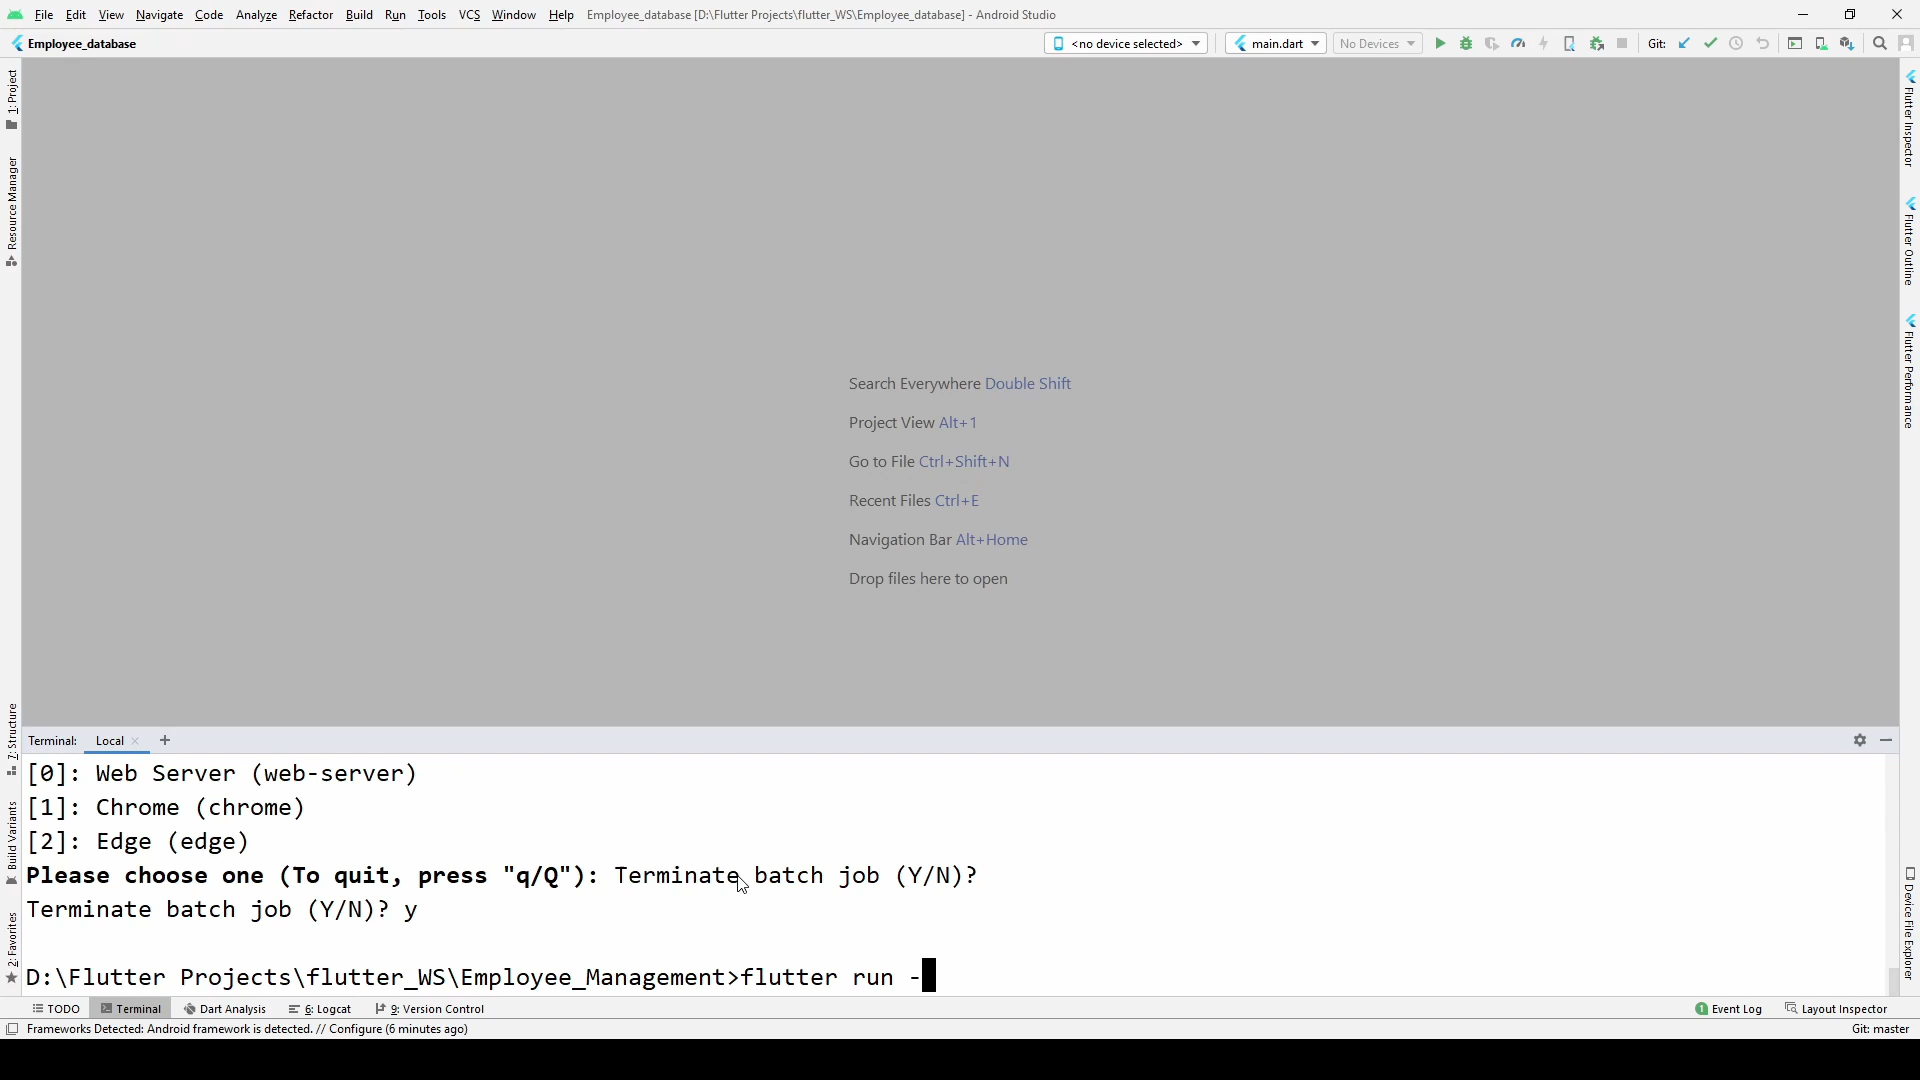 File Edit View Navigate Code Analyze Refactor Build Run Tools VCS Window Help Employee_database [D:\Flutter Projects\flutter_WS\Employee_database] - Android Studio
Employee_database <no device selected> main.dart No Devices Git:
1: Project
Resource Manager
7: Structure
Build Variants
2: Favorites
Search Everywhere Double Shift
Project View Alt+1
Go to File Ctrl+Shift+N
Recent Files Ctrl+E
Navigation Bar Alt+Home
Drop files here to open
Flutter Inspector
Flutter Outline
Flutter Performance
Device File Explorer
Terminal: Local
[0]: Web Server (web-server)
[1]: Chrome (chrome)
[2]: Edge (edge)
Please choose one (To quit, press "q/Q"): Terminate batch job (Y/N)?
Terminate batch job (Y/N)? y
D:\Flutter Projects\flutter_WS\Employee_Management>flutter run -
TODO Terminal Dart Analysis 6: Logcat 9: Version Control 1 Event Log Layout Inspector
Frameworks Detected: Android framework is detected. // Configure (6 minutes ago) Git: master